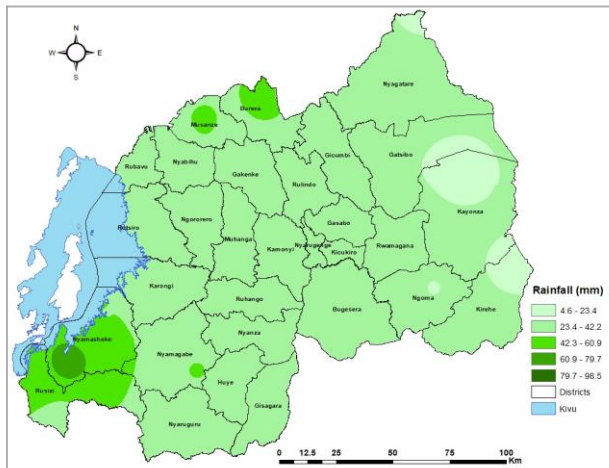 N
W E
S
Nyagatare
Burera
Musanze
Gatsibo
Gicumbi
Rubavu
Nyabihu
Gakenke
Rulindo
Kayonza
Ngororero
Gasabo
Rutsiro
Muhanga
Kamonyi
Nyarugenge
Kicukiro
Rwamagana
Karongi
Ruhango
Bugesera
Ngoma
Kirehe
Nyanza
Nyamasheke
Nyamagabe
Huye
Rusizi
Gisagara
Nyaruguru
Rainfall (mm)
4.6 - 23.4
23.4 - 42.2
42.3 - 60.9
60.9 - 79.7
79.7 - 98.5
Districts
Kivu
0 12.5 25 50 75 100
Km